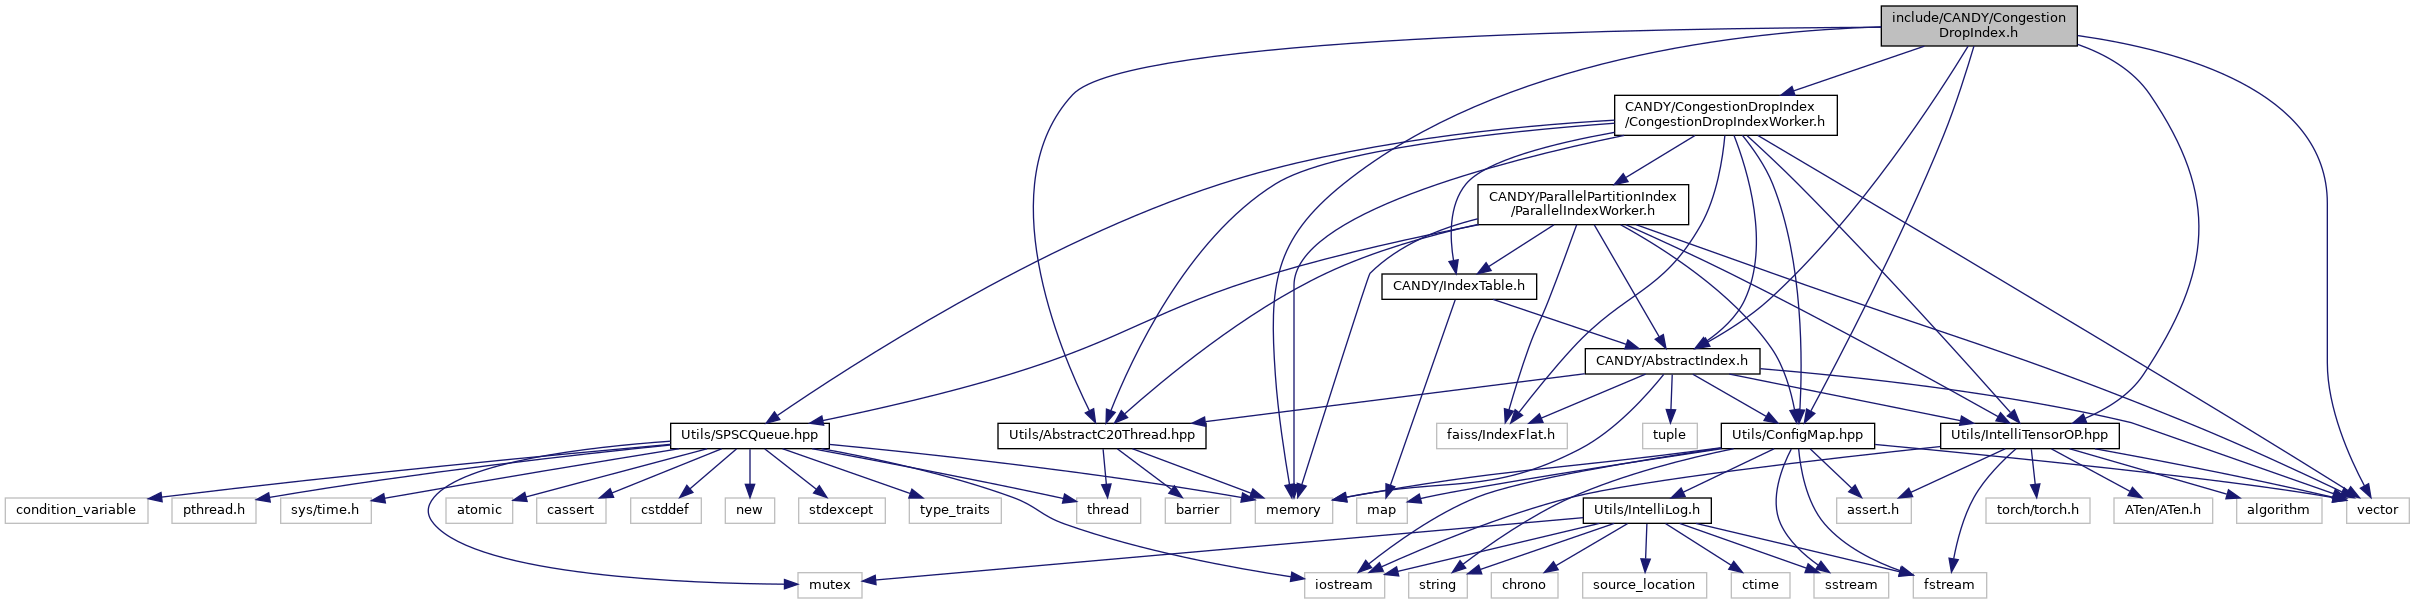 include/CANDY/Congestion
DropIndex.h
CANDY/CongestionDropIndex
/CongestionDropIndexWorker.h
CANDY/ParallelPartitionIndex
/ParallelIndexWorker.h
CANDY/IndexTable.h
CANDY/AbstractIndex.h
Utils/SPSCQueue.hpp
Utils/AbstractC20Thread.hpp
faiss/IndexFlat.h
tuple
Utils/ConfigMap.hpp
Utils/IntelliTensorOP.hpp
condition_variable
pthread.h
sys/time.h
atomic
cassert
cstddef
new
stdexcept
type_traits
thread
barrier
memory
map
Utils/IntelliLog.h
assert.h
torch/torch.h
ATen/ATen.h
algorithm
vector
mutex
iostream
string
chrono
source_location
ctime
sstream
fstream